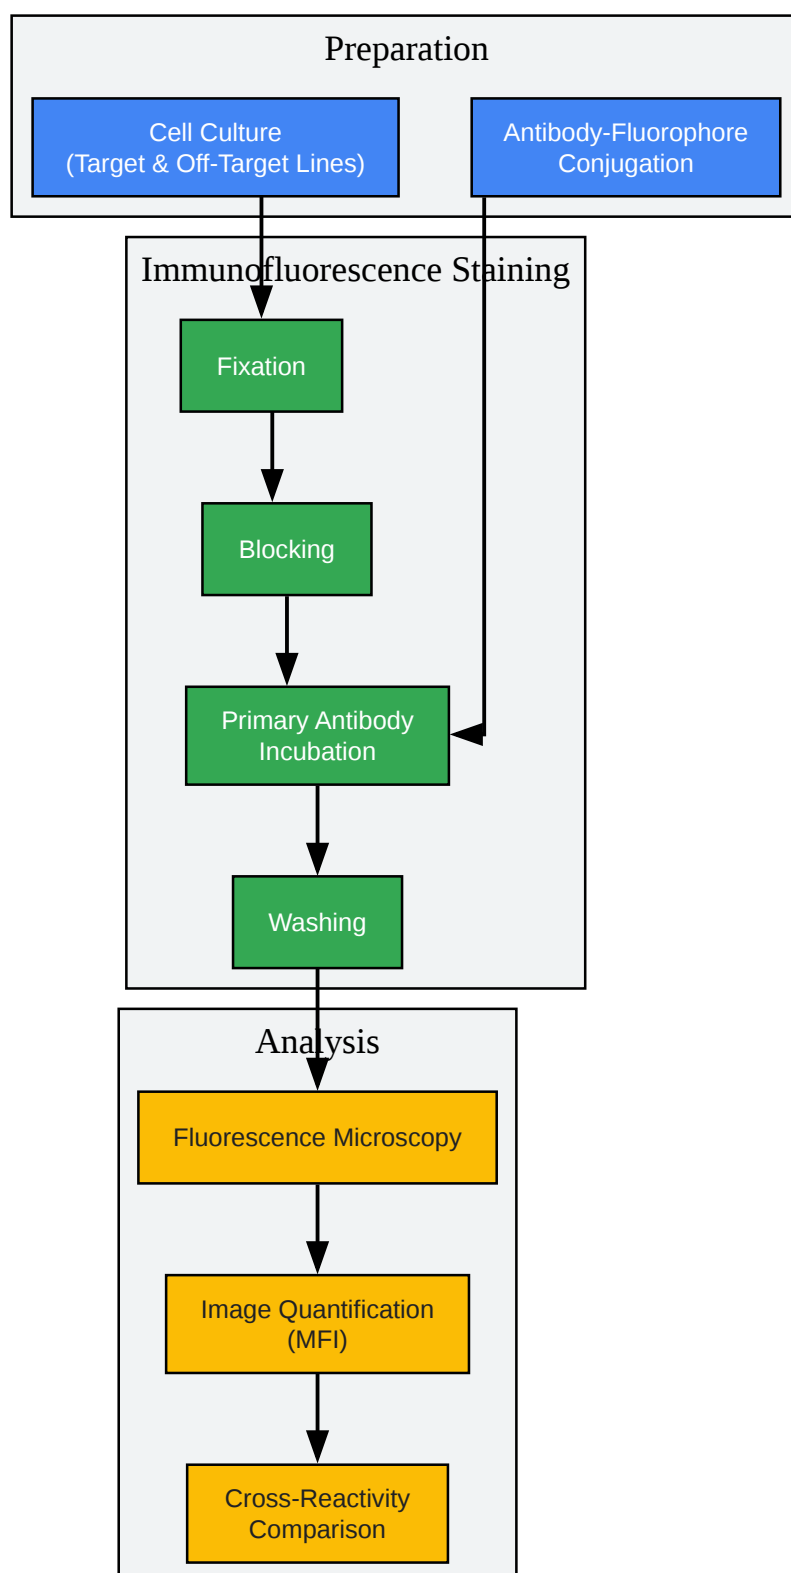 Preparation
Cell Culture
(Target & Off-Target Lines)
Antibody-Fluorophore
Conjugation
Immunofluorescence Staining
Fixation
Blocking
Primary Antibody
Incubation
Washing
Analysis
Fluorescence Microscopy
Image Quantification
(MFI)
Cross-Reactivity
Comparison